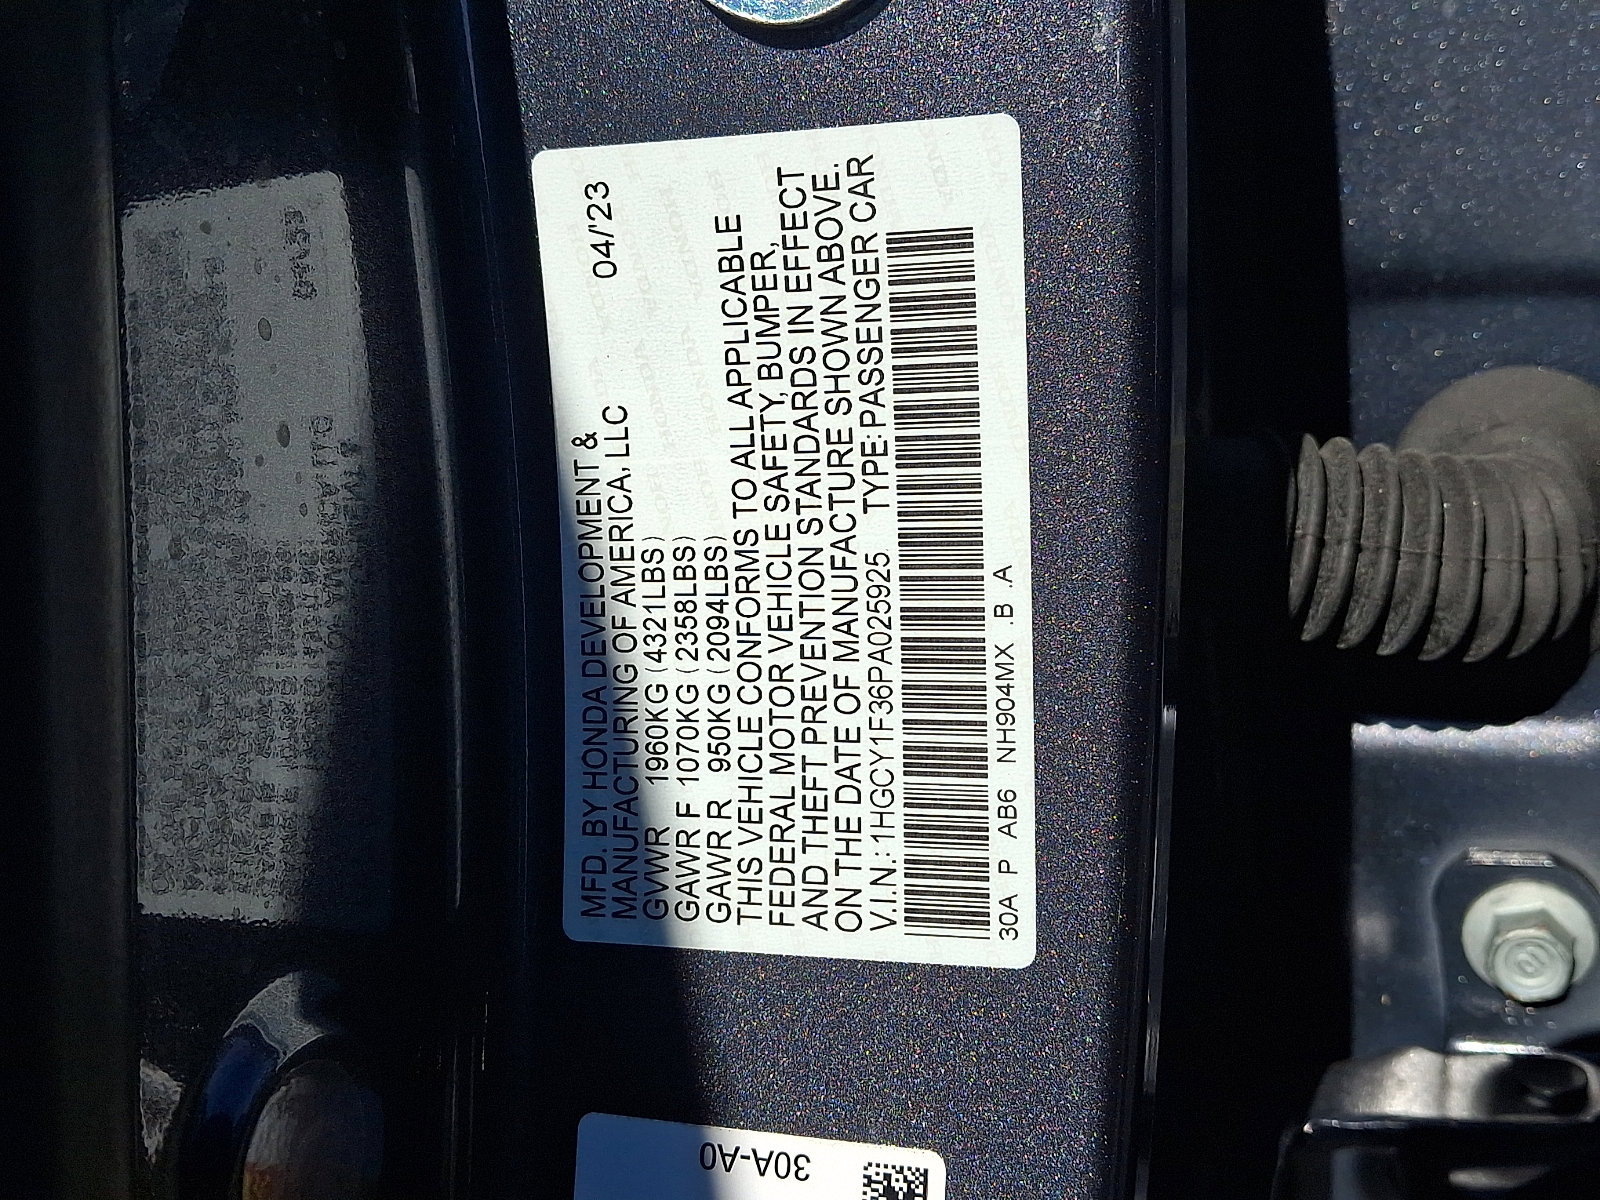 MFD. BY HONDA DEVELOPMENT &
MANUFACTURING OF AMERICA, LLC 04/'23
GVWR 1960KG (4321LBS)
GAWR F 1070KG (2358LBS)
GAWR R 950KG (2094LBS)
THIS VEHICLE CONFORMS TO ALL APPLICABLE
FEDERAL MOTOR VEHICLE SAFETY, BUMPER,
AND THEFT PREVENTION STANDARDS IN EFFECT
ON THE DATE OF MANUFACTURE SHOWN ABOVE.
V.I.N.: 1HGCY1F36PA025925 TYPE: PASSENGER CAR
30A P AB6 NH904MX .B .A
30A-A0